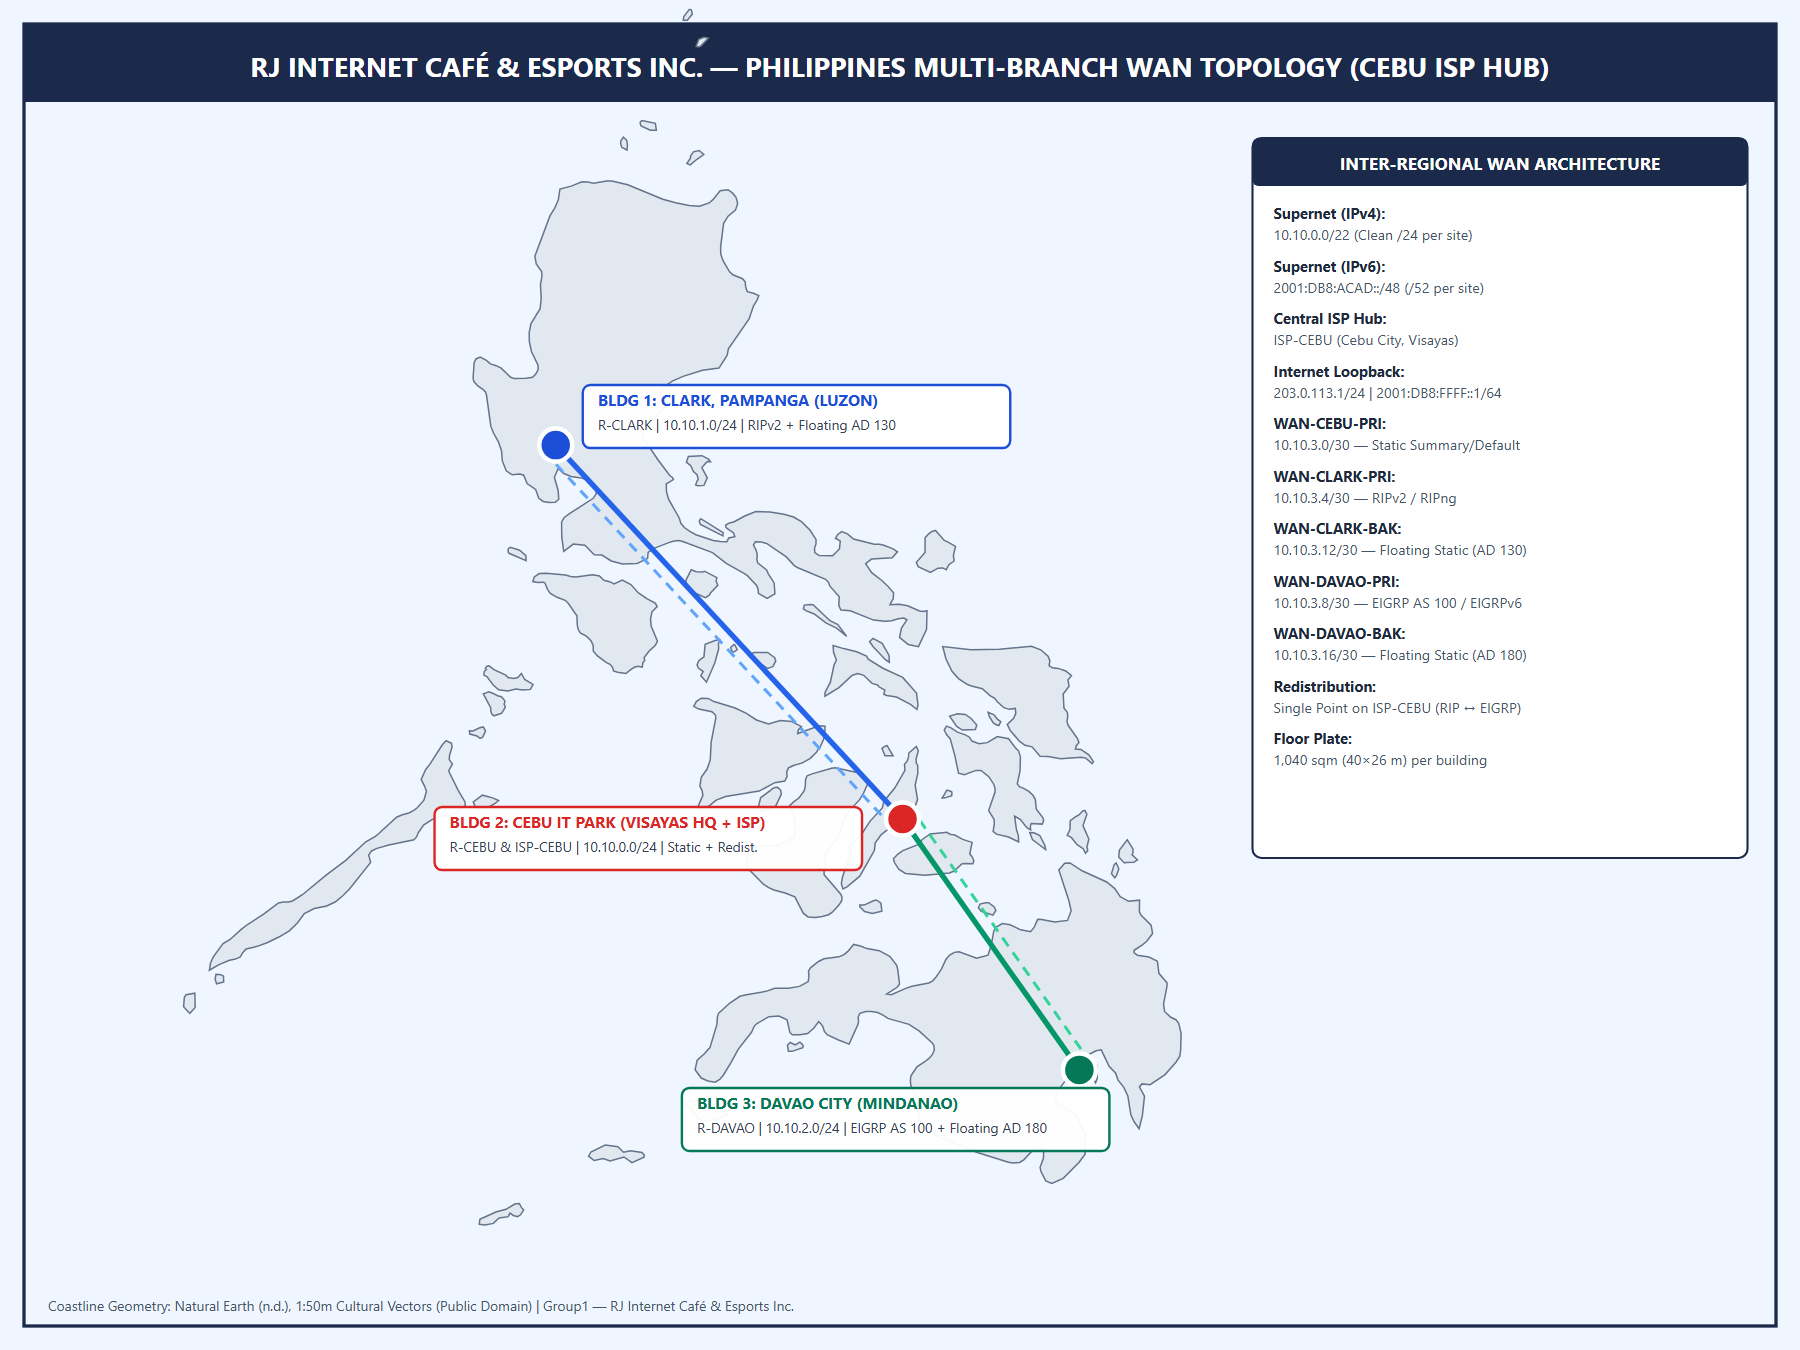 RJ INTERNET CAFÉ & ESPORTS INC. — PHILIPPINES MULTI-BRANCH WAN TOPOLOGY (CEBU ISP HUB)
INTER-REGIONAL WAN ARCHITECTURE
Supernet (IPv4):
10.10.0.0/22 (Clean /24 per site)
Supernet (IPv6):
2001:DB8:ACAD::/48 (/52 per site)
Central ISP Hub:
ISP-CEBU (Cebu City, Visayas)
Internet Loopback:
203.0.113.1/24 | 2001:DB8:FFFF::1/64
WAN-CEBU-PRI:
10.10.3.0/30 — Static Summary/Default
WAN-CLARK-PRI:
10.10.3.4/30 — RIPv2 / RIPng
WAN-CLARK-BAK:
10.10.3.12/30 — Floating Static (AD 130)
WAN-DAVAO-PRI:
10.10.3.8/30 — EIGRP AS 100 / EIGRPv6
WAN-DAVAO-BAK:
10.10.3.16/30 — Floating Static (AD 180)
Redistribution:
Single Point on ISP-CEBU (RIP ↔ EIGRP)
Floor Plate:
1,040 sqm (40×26 m) per building
BLDG 1: CLARK, PAMPANGA (LUZON)
R-CLARK | 10.10.1.0/24 | RIPv2 + Floating AD 130
BLDG 2: CEBU IT PARK (VISAYAS HQ + ISP)
R-CEBU & ISP-CEBU | 10.10.0.0/24 | Static + Redist.
BLDG 3: DAVAO CITY (MINDANAO)
R-DAVAO | 10.10.2.0/24 | EIGRP AS 100 + Floating AD 180
Coastline Geometry: Natural Earth (n.d.), 1:50m Cultural Vectors (Public Domain) | Group1 — RJ Internet Café & Esports Inc.